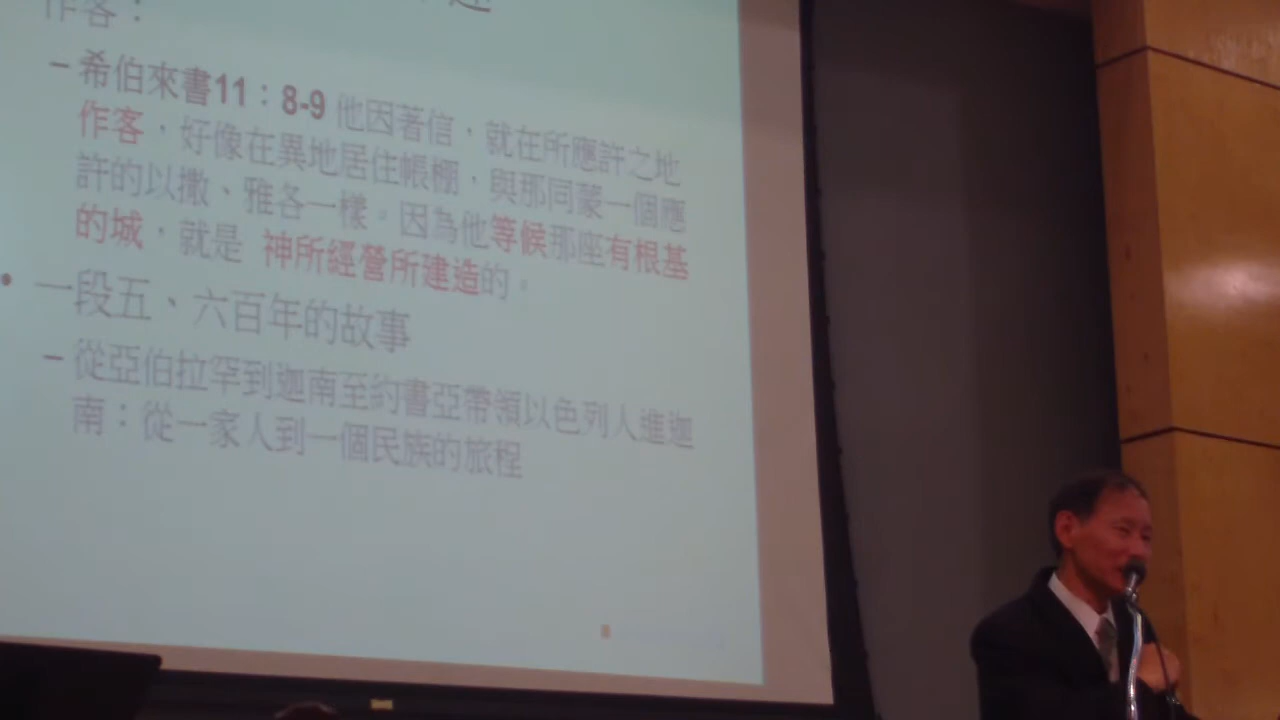 作客：
– 希伯來書11：8-9 他因著信，就在所應許之地
作客，好像在異地居住帳棚，與那同蒙一個應
許的以撒、雅各一樣。因為他等候那座有根基
的城，就是 神所經營所建造的。
• 一段五、六百年的故事
– 從亞伯拉罕到迦南至約書亞帶領以色列人進迦
南：從一家人到一個民族的旅程